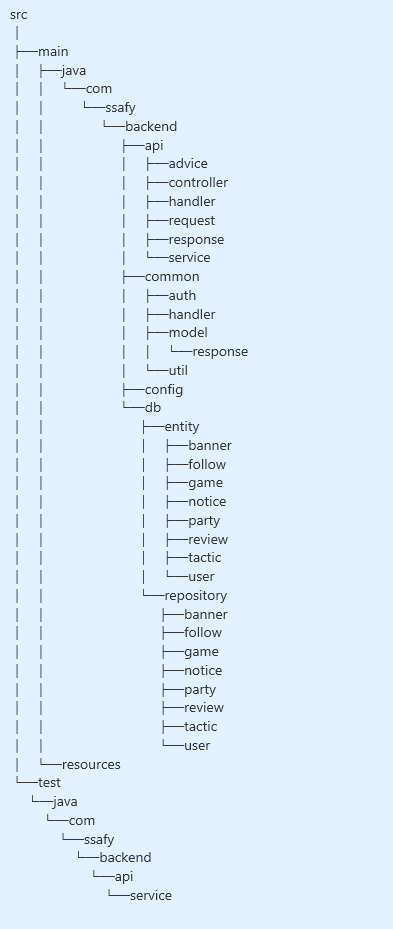 src
│
├──main
│   ├──java
│   │   └──com
│   │       └──ssafy
│   │           └──backend
│   │               ├──api
│   │               │   ├──advice
│   │               │   ├──controller
│   │               │   ├──handler
│   │               │   ├──request
│   │               │   ├──response
│   │               │   └──service
│   │               ├──common
│   │               │   ├──auth
│   │               │   ├──handler
│   │               │   ├──model
│   │               │   │   └──response
│   │               │   └──util
│   │               ├──config
│   │               └──db
│   │                   ├──entity
│   │                   │   ├──banner
│   │                   │   ├──follow
│   │                   │   ├──game
│   │                   │   ├──notice
│   │                   │   ├──party
│   │                   │   ├──review
│   │                   │   ├──tactic
│   │                   │   └──user
│   │                   └──repository
│   │                       ├──banner
│   │                       ├──follow
│   │                       ├──game
│   │                       ├──notice
│   │                       ├──party
│   │                       ├──review
│   │                       ├──tactic
│   │                       └──user
│   └──resources
└──test
    └──java
        └──com
            └──ssafy
                └──backend
                    └──api
                        └──service